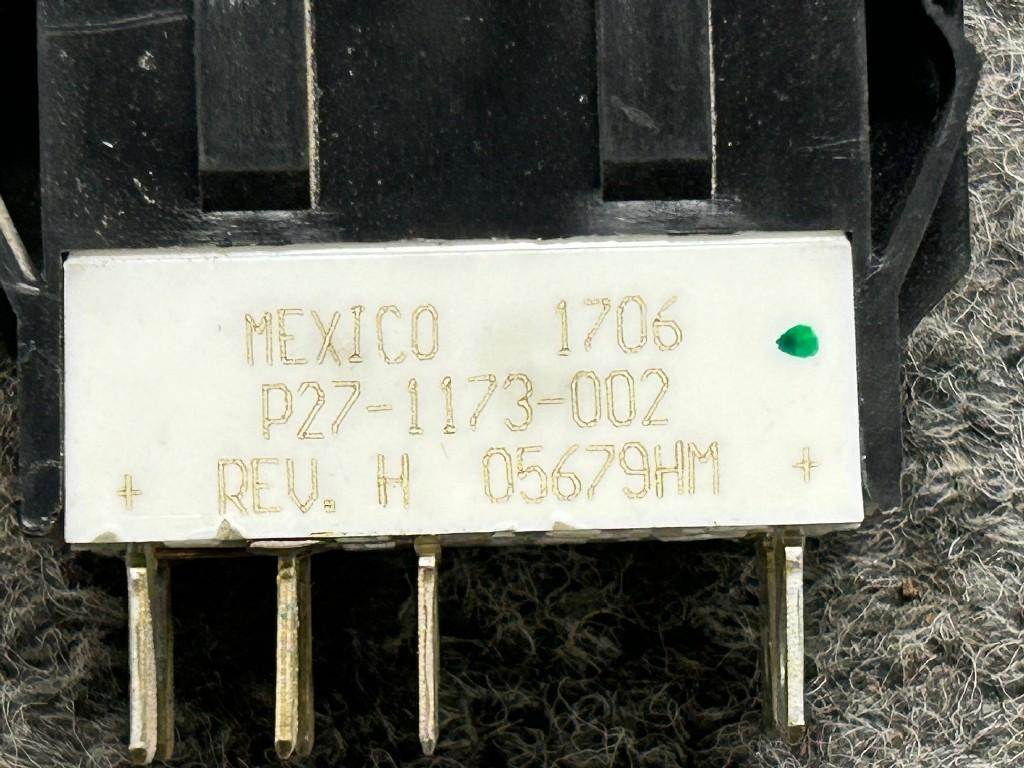 MEXICO 1706
P27-1173-002
+ REV. H 05679HM +